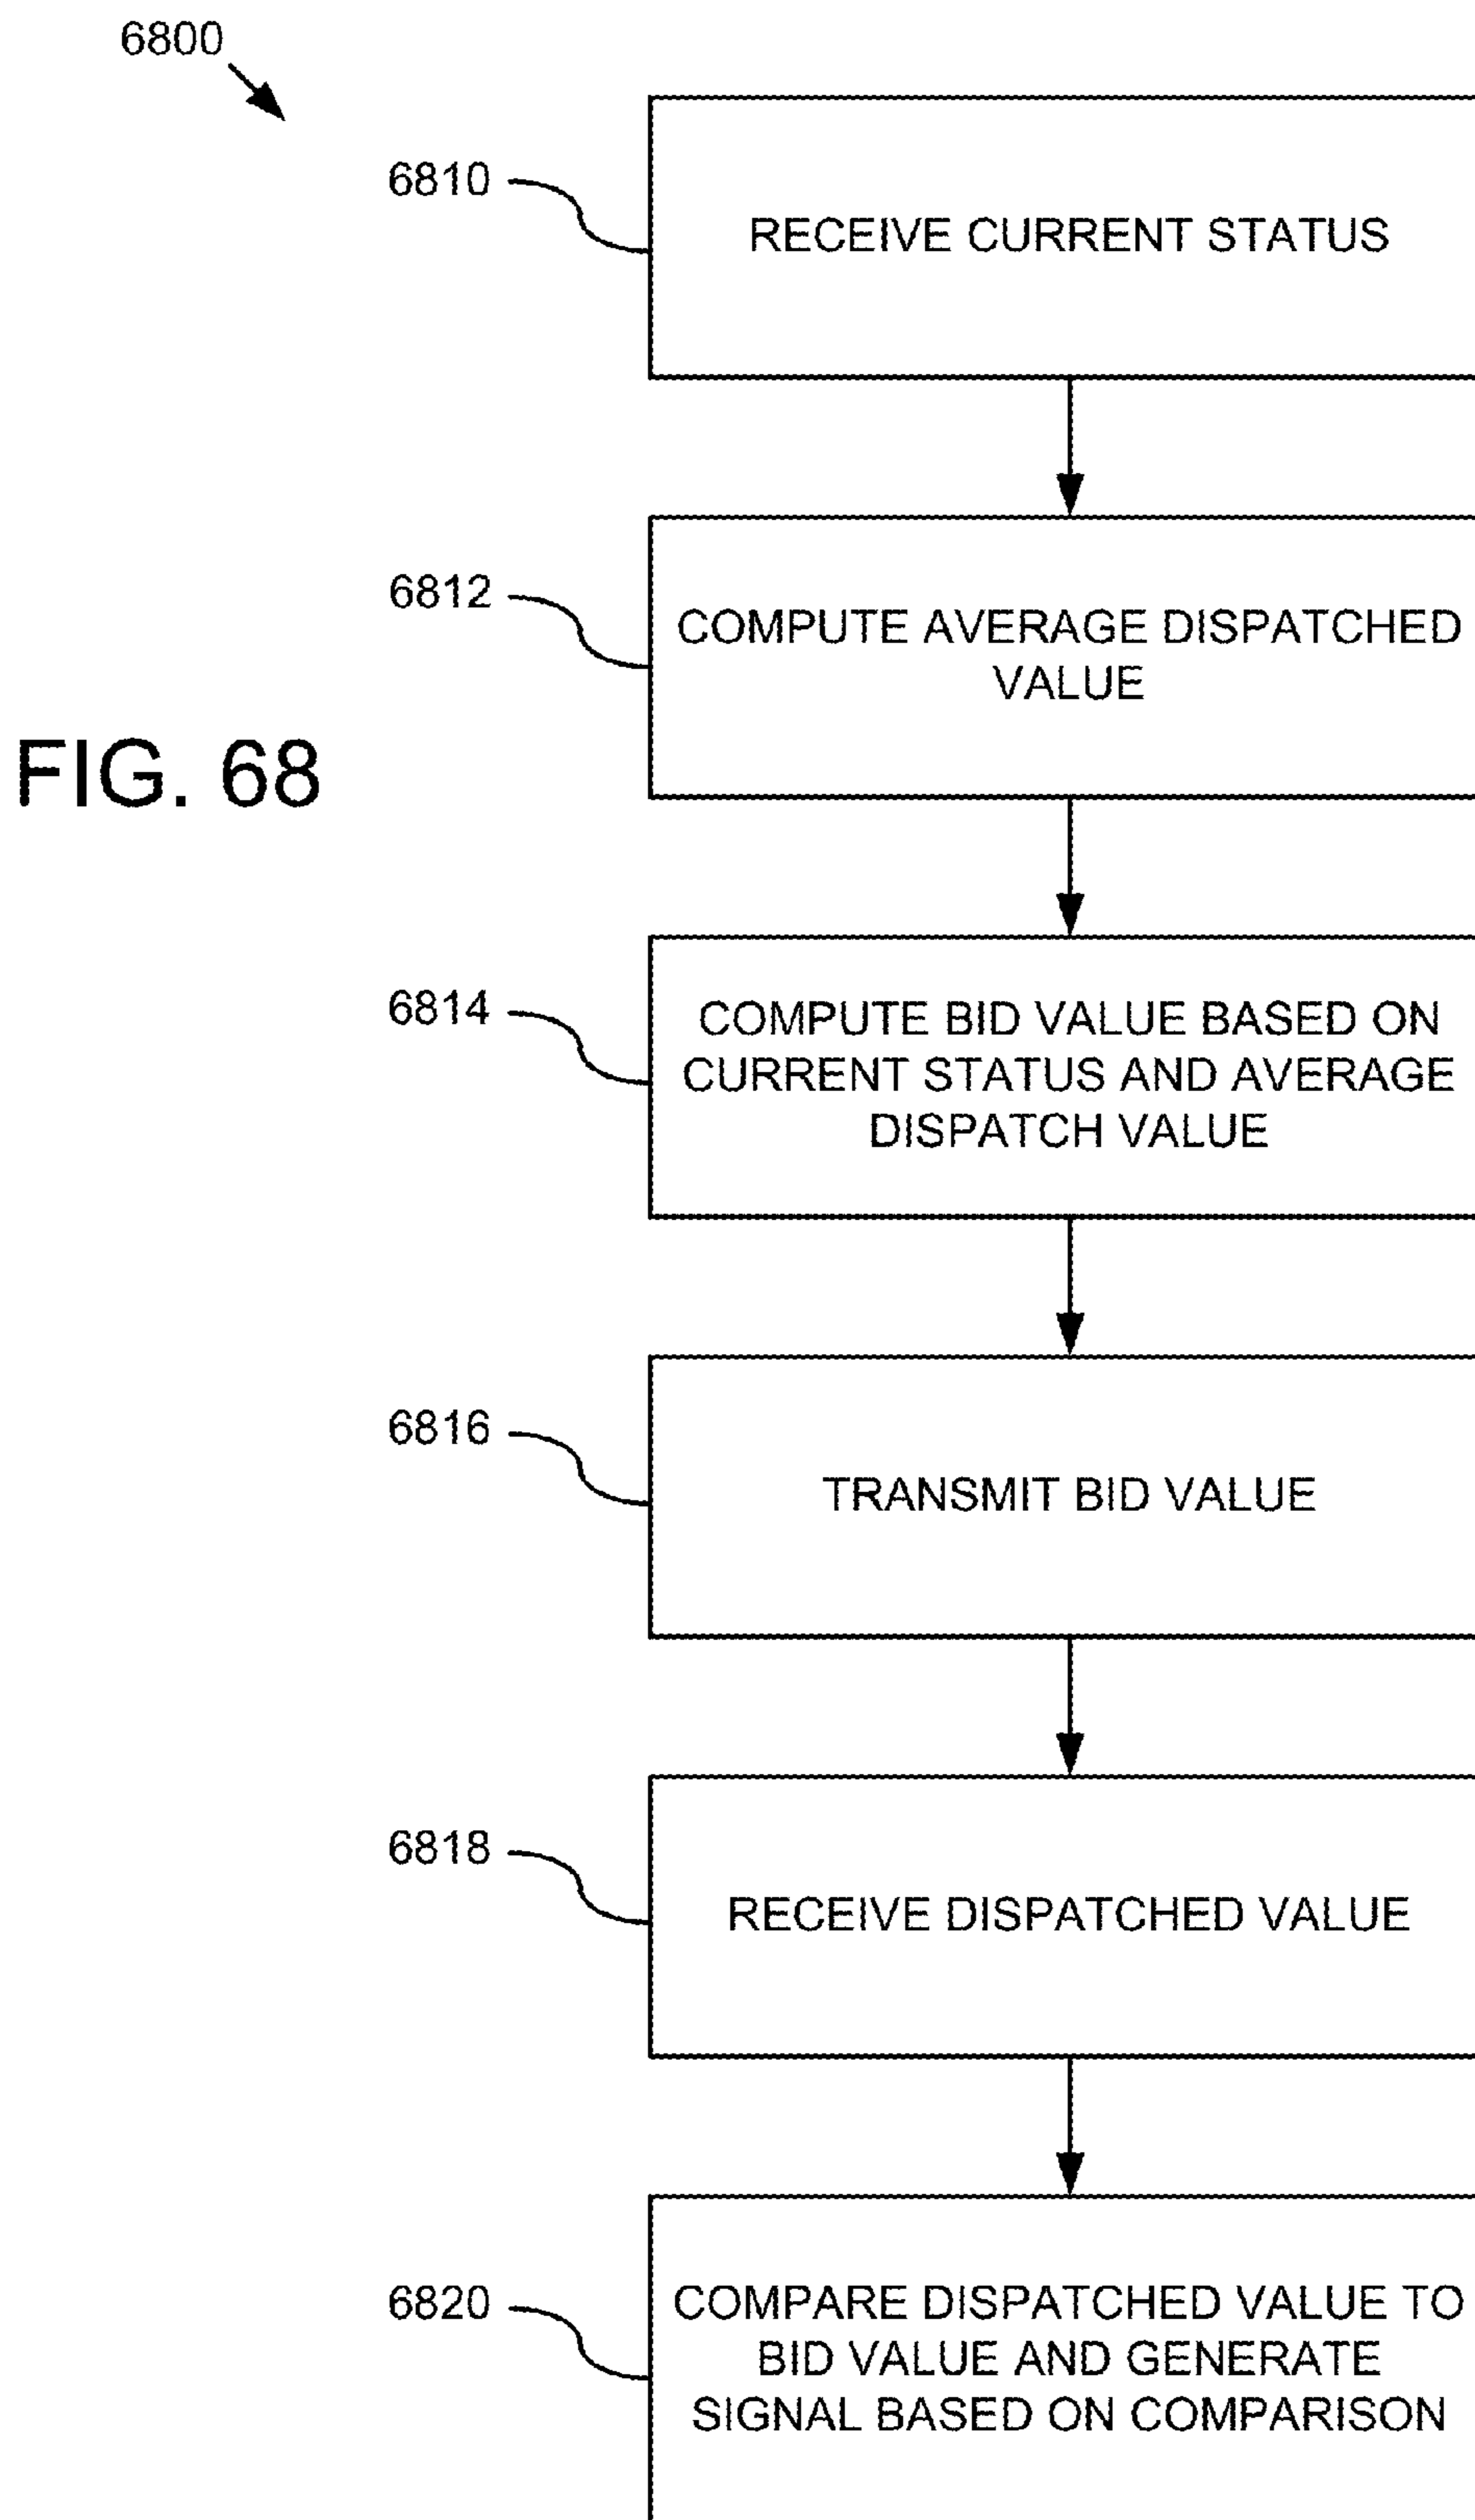 6800
6810
RECEIVE CURRENT STATUS
6812
COMPUTE AVERAGE DISPATCHED
VALUE
FIG. 68
6814
COMPUTE BID VALUE BASED ON
CURRENT STATUS AND AVERAGE
DISPATCH VALUE
6816
TRANSMIT BID VALUE
6818
RECEIVE DISPATCHED VALUE
6820
COMPARE DISPATCHED VALUE TO
BID VALUE AND GENERATE
SIGNAL BASED ON COMPARISON